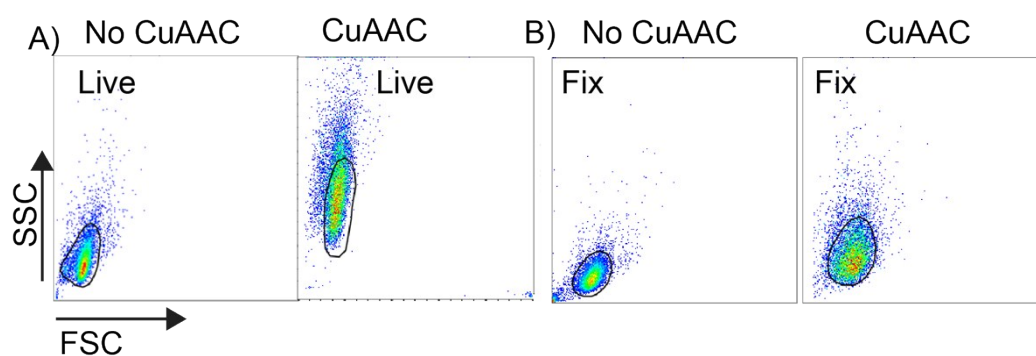 A) No CuAAC CuAAC
B) No CuAAC CuAAC
Live Live
Fix Fix
SSC
FSC